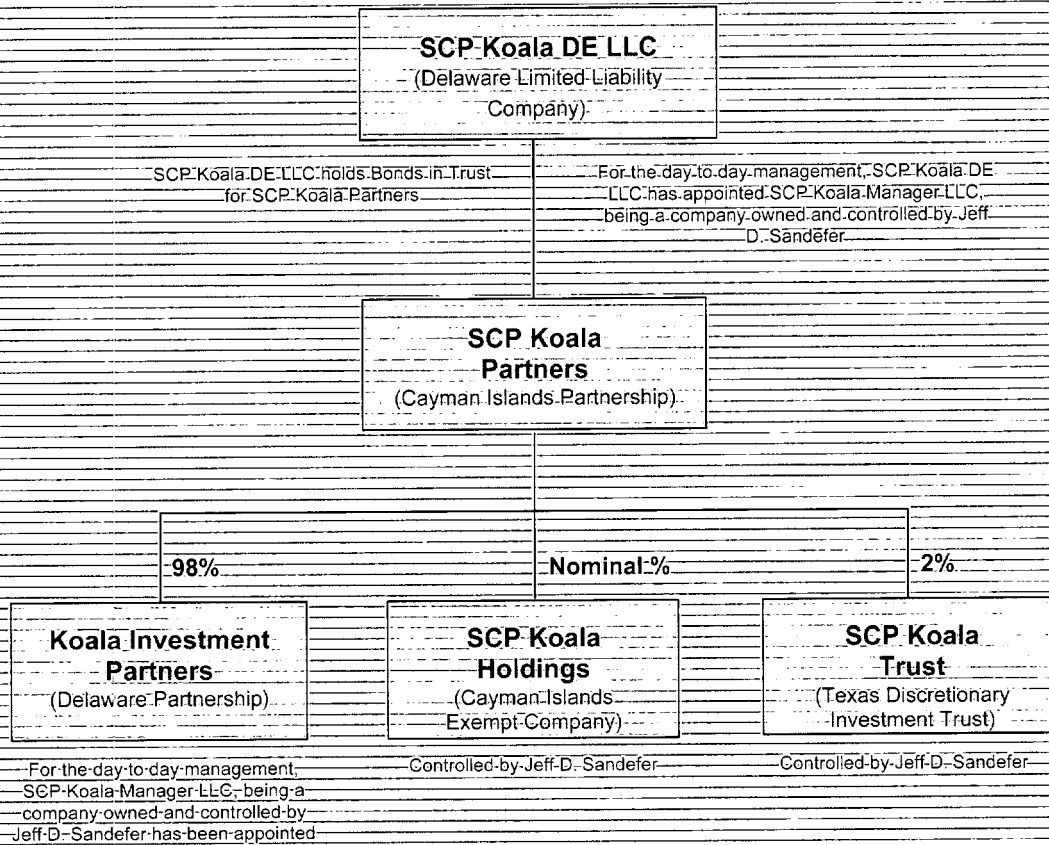 SCP Koala DE LLC
(Delaware Limited Liability
Company)
SCP Koala DE LLC holds Bonds in Trust
for SCP Koala Partners
For the day to day management, SCP Koala DE
LLC has appointed SCP Koala Manager LLC,
being a company owned and controlled by Jeff
D. Sandefer
SCP Koala
Partners
(Cayman Islands Partnership)
98%
Nominal %
2%
Koala Investment
Partners
(Delaware Partnership)
SCP Koala
Holdings
(Cayman Islands
Exempt Company)
SCP Koala
Trust
(Texas Discretionary
Investment Trust)
For the day to day management,
SCP Koala Manager LLC, being a
company owned and controlled by
Jeff D. Sandefer has been appointed
Controlled by Jeff D. Sandefer
Controlled by Jeff D. Sandefer